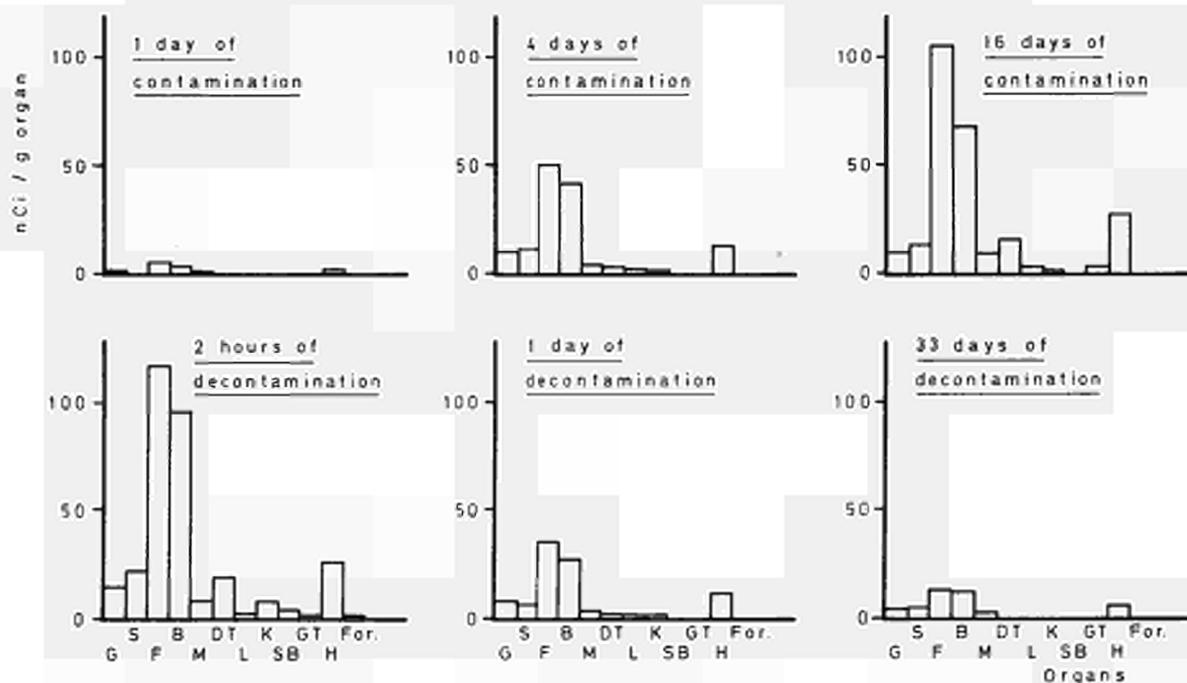 nCi / g organ
1 day of
contamination
100
50
0
4 days of
contamination
100
50
0
16 days of
contamination
100
50
0
2 hours of
decontamination
100
50
0
S B DT K GT For.
G F M L SB H
1 day of
decontamination
100
50
0
S B DT K GT For.
G F M L SB H
33 days of
decontamination
100
50
0
S B DT K GT For.
G F M L SB H
Organs